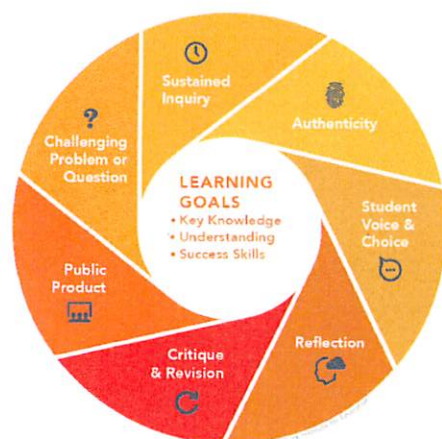 Sustained
Inquiry
Authenticity
Student
Voice &
Choice
Reflection
Critique
& Revision
Public
Product
?
Challenging
Problem or
Question
LEARNING
GOALS
• Key Knowledge
• Understanding
• Success Skills